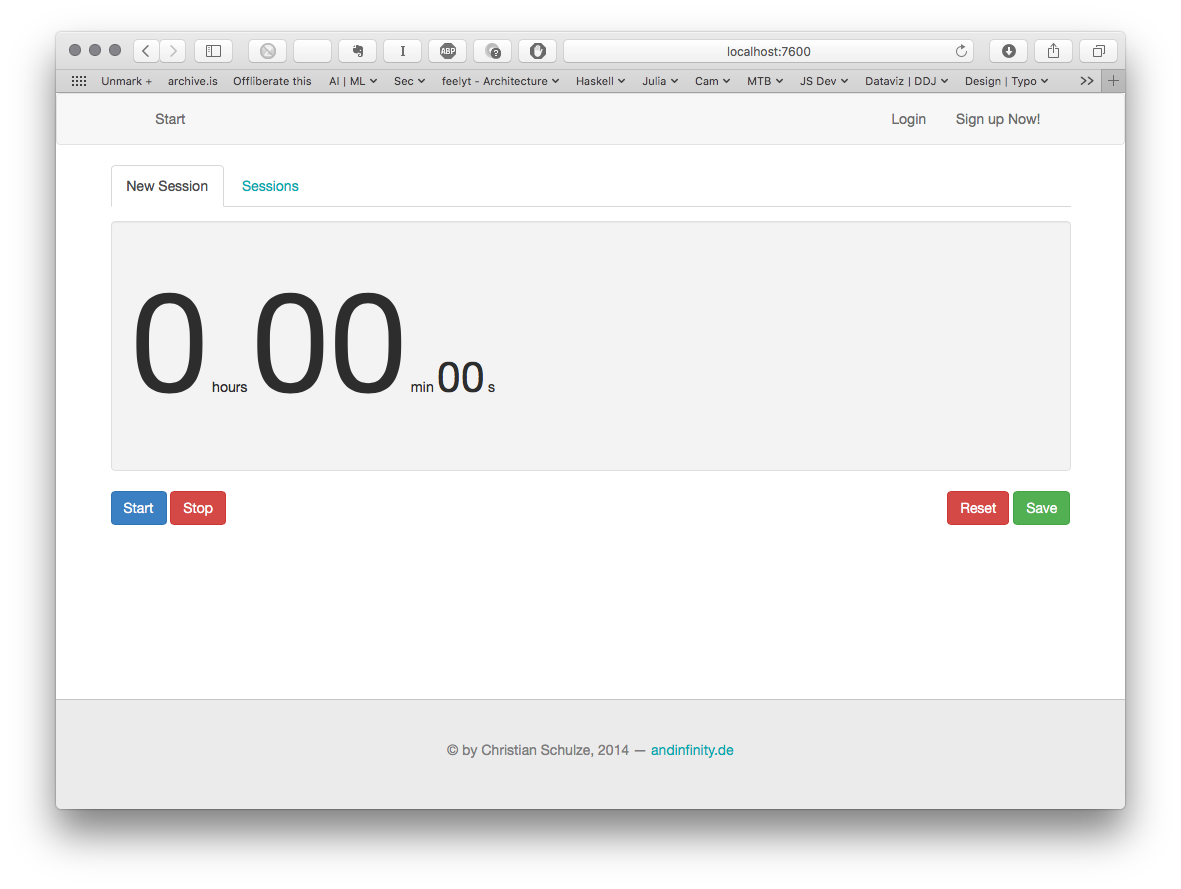 ABP
?
localhost:7600
Unmark +
archive.is
Offliberate this
AI | ML
Sec
feelyt - Architecture
Haskell
Julia
Cam
MTB
JS Dev
Dataviz | DDJ
Design | Typo
>>
+
Start
Login
Sign up Now!
New Session
Sessions
0 hours 00 min 00 s
Start
Stop
Reset
Save
© by Christian Schulze, 2014 — andinfinity.de